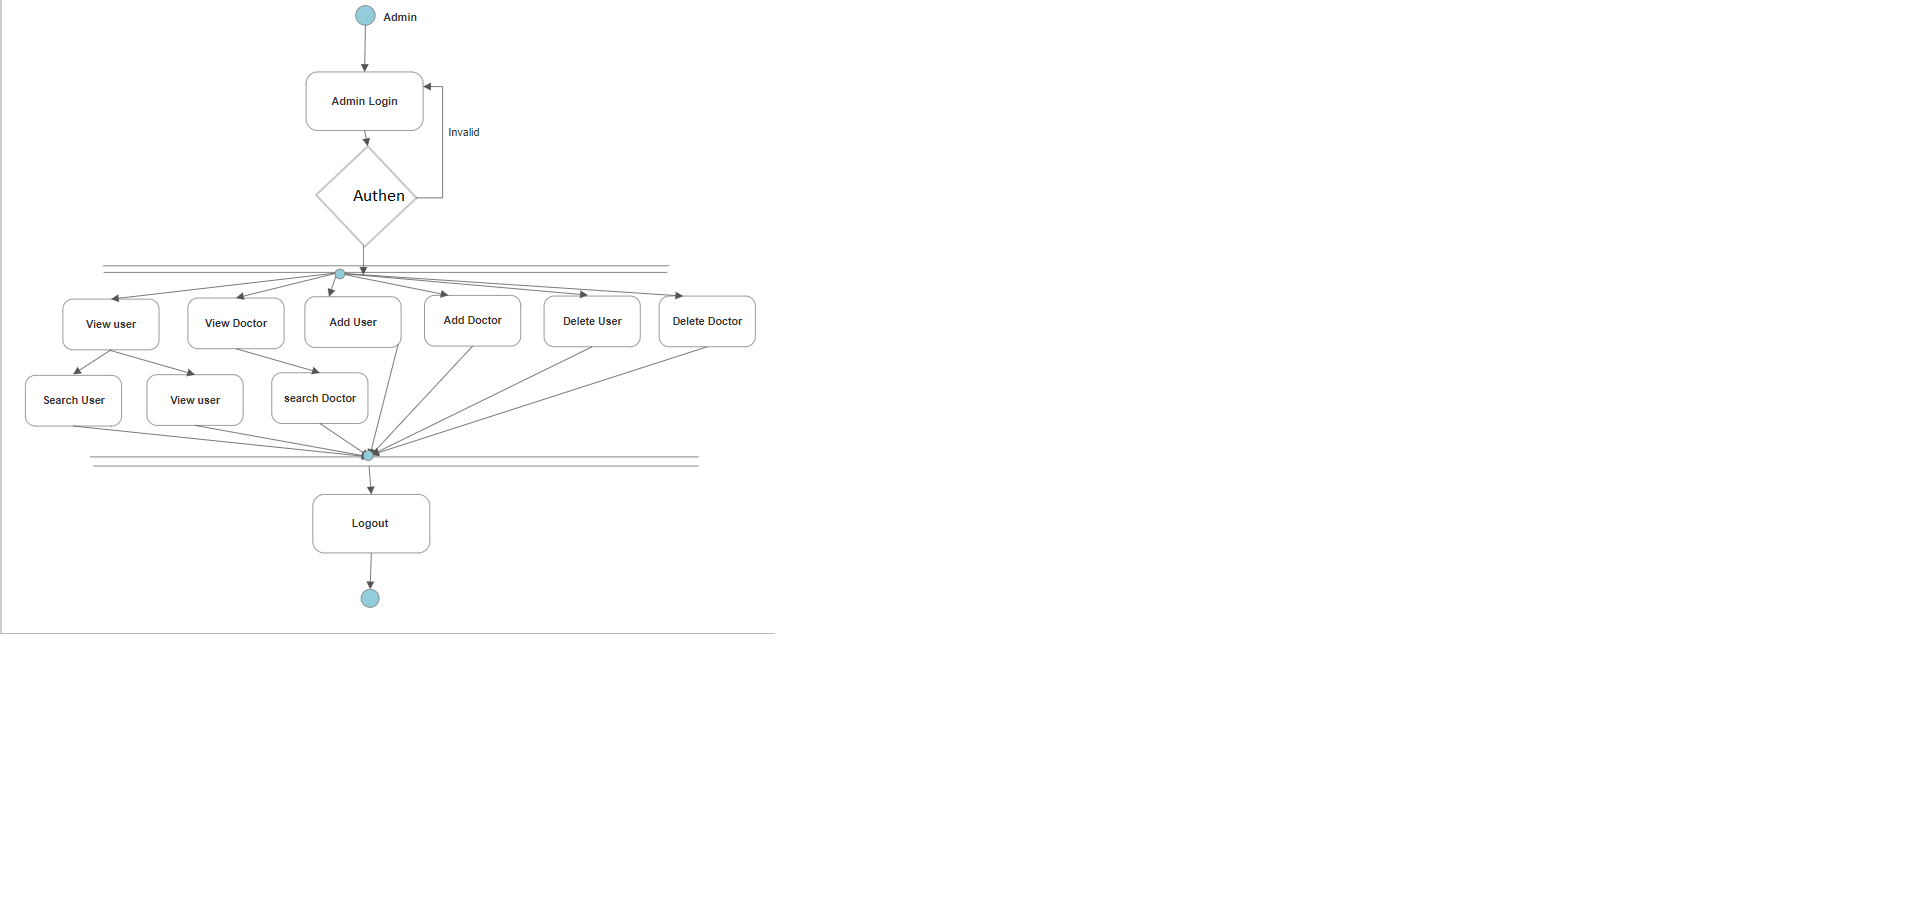 Admin
Admin Login
Invalid
Authen
View user
View Doctor
Add User
Add Doctor
Delete User
Delete Doctor
Search User
View user
search Doctor
Logout